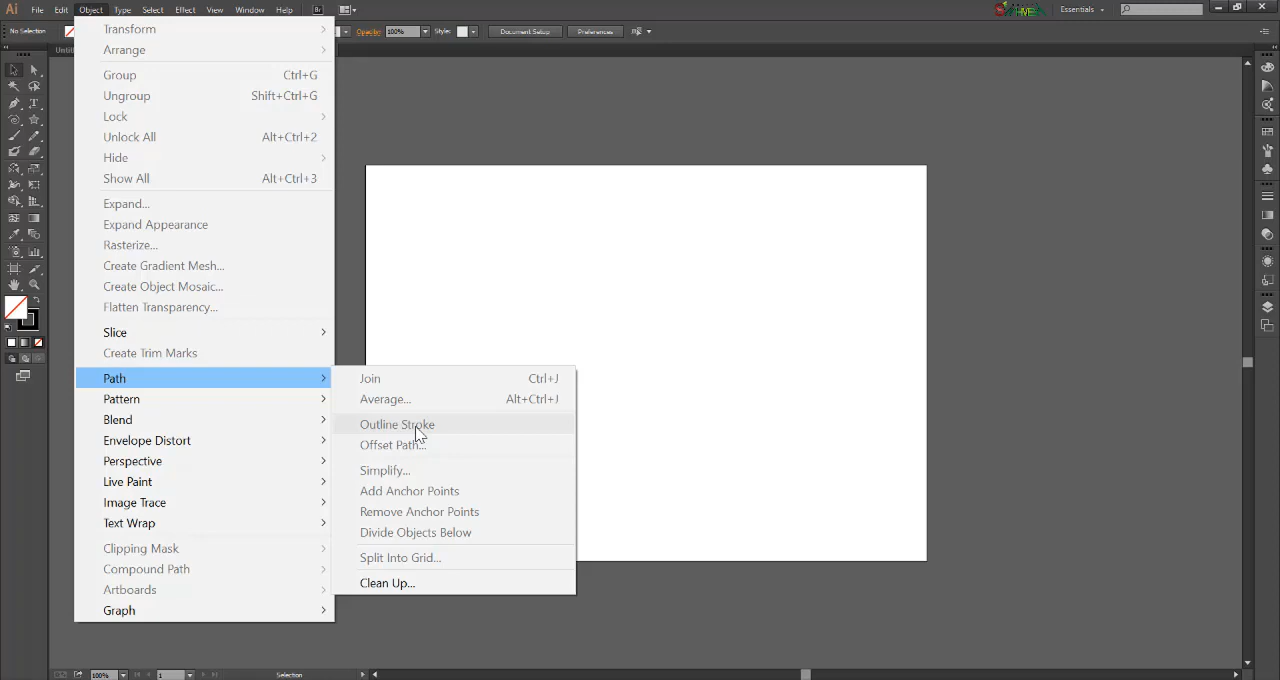 Ai File Edit Object Type Select Effect View Window Help Br Essentials
No Selection Opacity: 100% Style: Document Setup Preferences
Transform
Arrange
Group Ctrl+G
Ungroup Shift+Ctrl+G
Lock
Unlock All Alt+Ctrl+2
Hide
Show All Alt+Ctrl+3
Expand...
Expand Appearance
Rasterize...
Create Gradient Mesh...
Create Object Mosaic...
Flatten Transparency...
Slice
Create Trim Marks
Path
Pattern
Blend
Envelope Distort
Perspective
Live Paint
Image Trace
Text Wrap
Clipping Mask
Compound Path
Artboards
Graph
Join Ctrl+J
Average... Alt+Ctrl+J
Outline Stroke
Offset Path...
Simplify...
Add Anchor Points
Remove Anchor Points
Divide Objects Below
Split Into Grid...
Clean Up...
100% 1 Selection